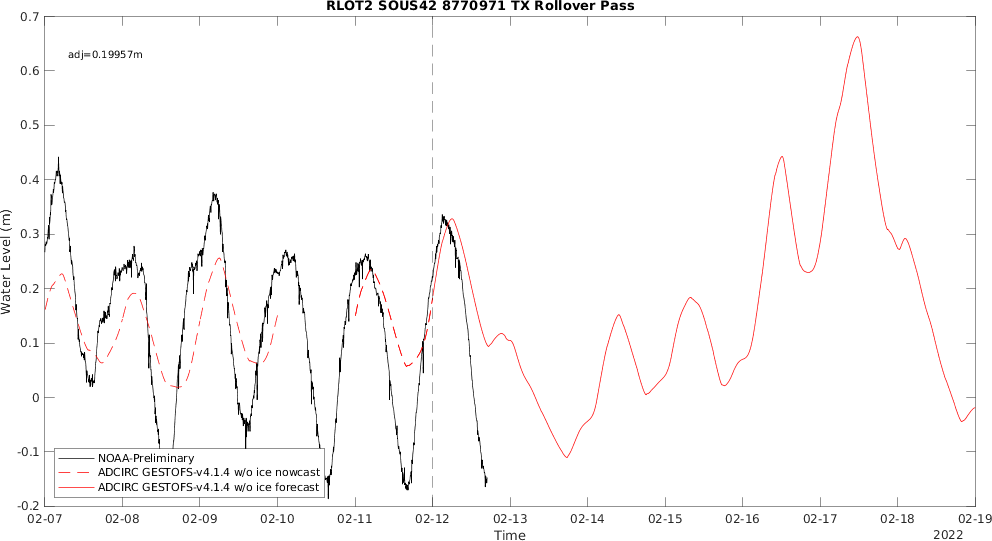 RLOT2 SOUS42 8770971 TX Rollover Pass
adj=0.19957m
Water Level (m)
0.7
0.6
0.5
0.4
0.3
0.2
0.1
0
-0.1
-0.2
NOAA-Preliminary
ADCIRC GESTOFS-v4.1.4 w/o ice nowcast
ADCIRC GESTOFS-v4.1.4 w/o ice forecast
02-07 02-08 02-09 02-10 02-11 02-12 02-13 02-14 02-15 02-16 02-17 02-18 02-19
Time
2022